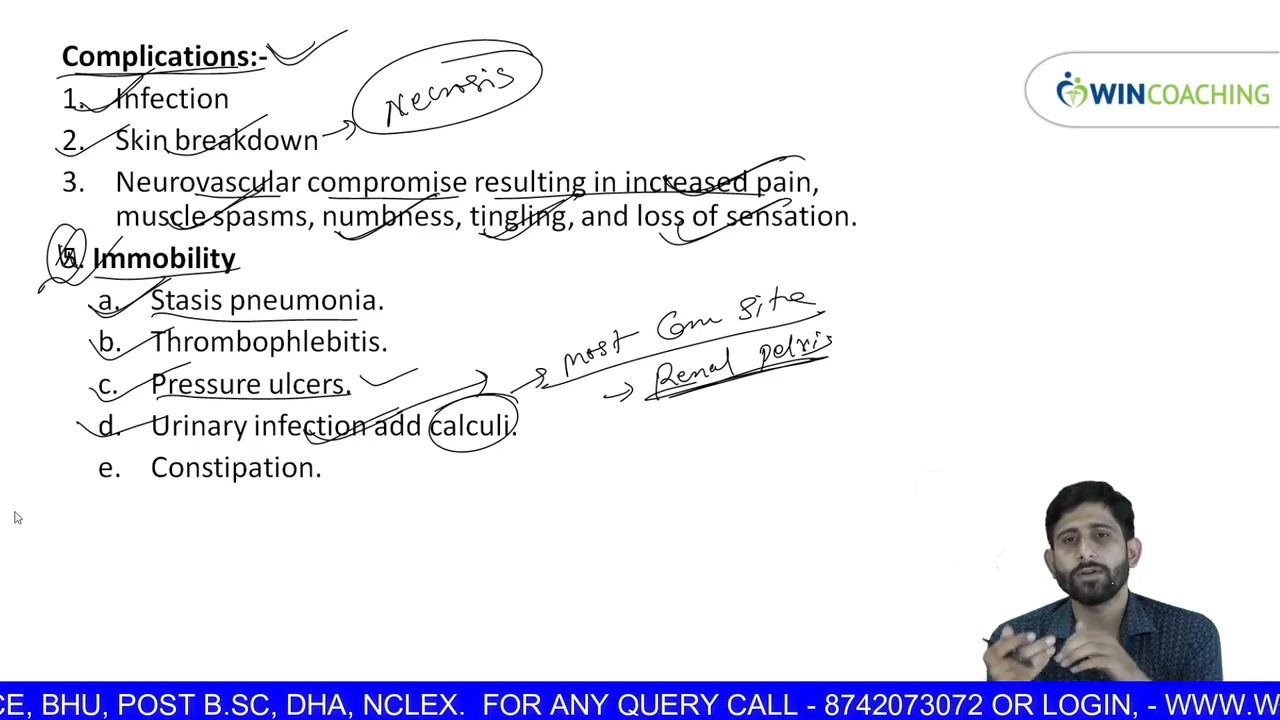 Complications:-
Necrosis
WINCOACHING
1. Infection
2. Skin breakdown
3. Neurovascular compromise resulting in increased pain,
muscle spasms, numbness, tingling, and loss of sensation.
Immobility
a. Stasis pneumonia.
b. Thrombophlebitis.
most Com Site
c. Pressure ulcers.
Renal pelvis
d. Urinary infection add calculi.
e. Constipation.
CE, BHU, POST B.SC, DHA, NCLEX. FOR ANY QUERY CALL - 8742073072 OR LOGIN, - WWW.W